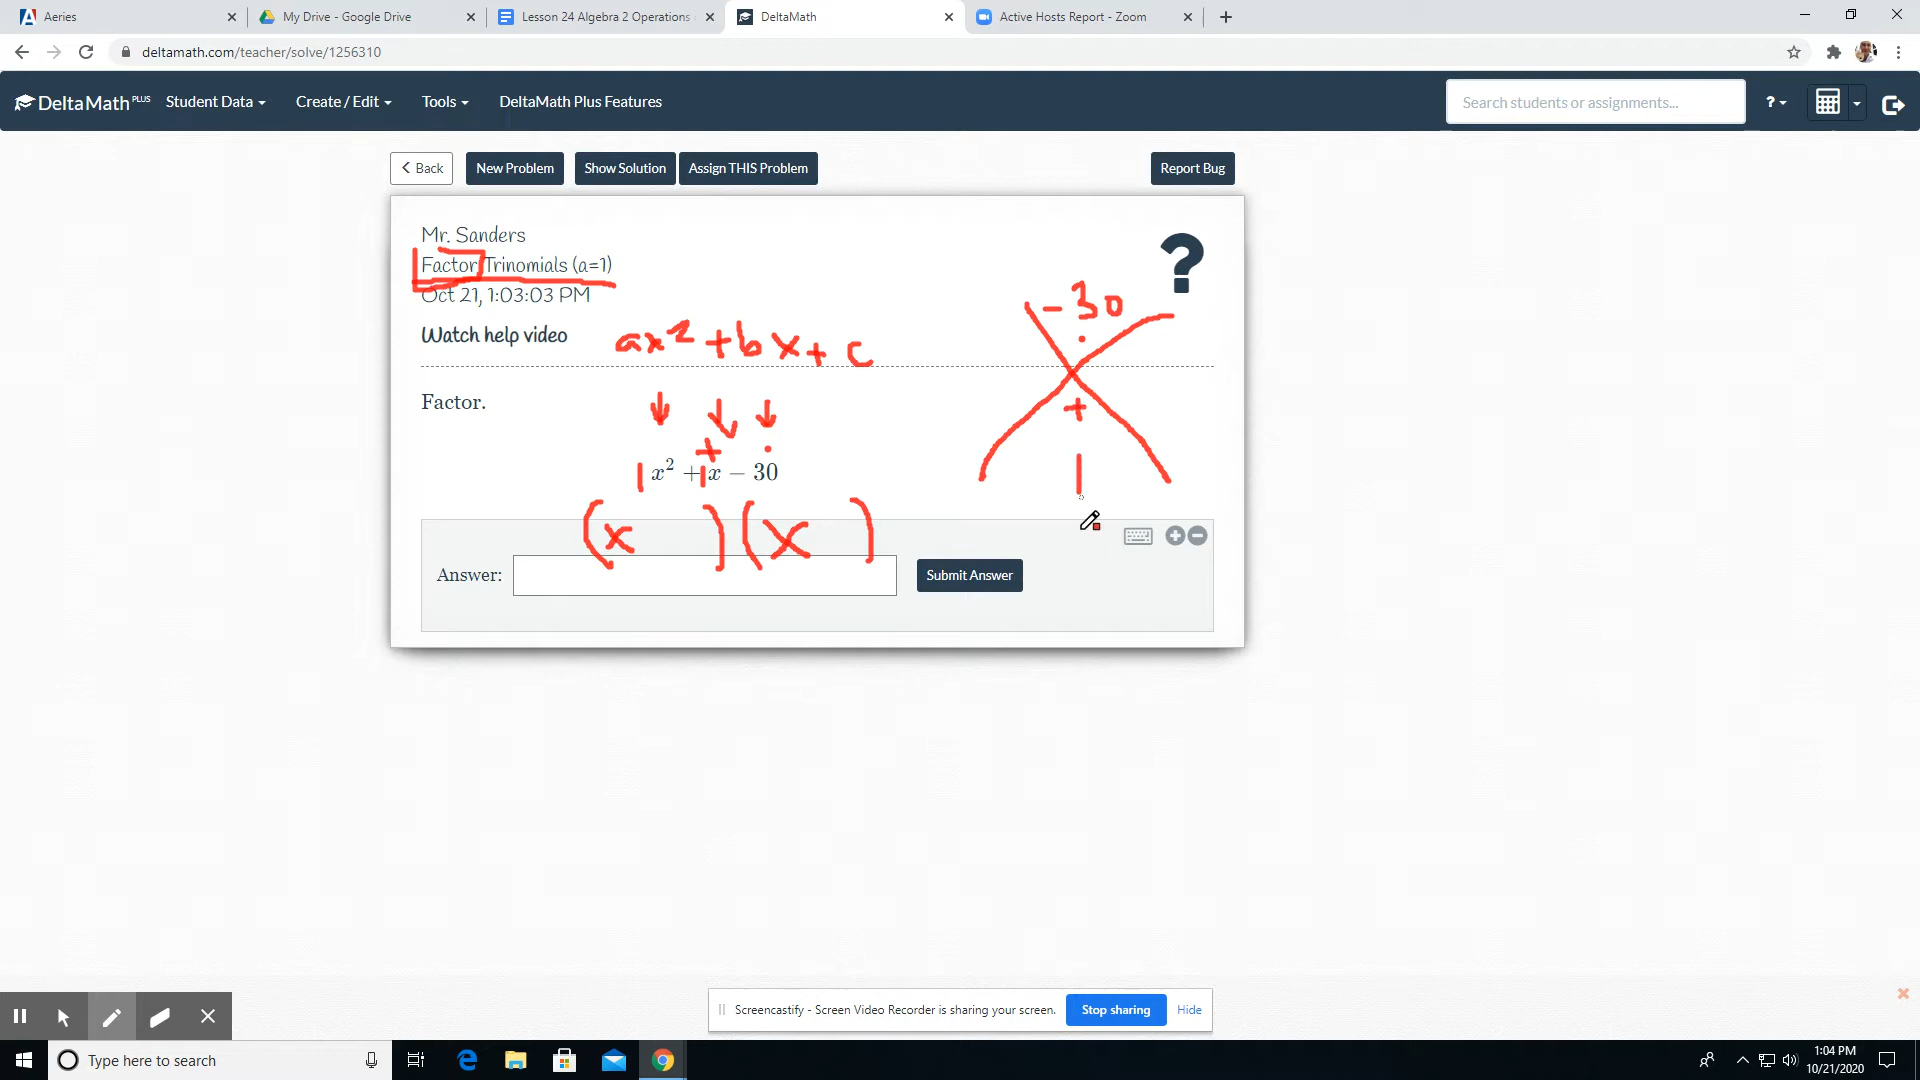 Aeries
My Drive - Google Drive
Lesson 24 Algebra 2 Operations
DeltaMath
Active Hosts Report - Zoom
deltamath.com/teacher/solve/1256310
DeltaMath PLUS
Student Data
Create / Edit
Tools
DeltaMath Plus Features
Search students or assignments...
?
Back
New Problem
Show Solution
Assign THIS Problem
Report Bug
Mr. Sanders
Factor Trinomials (a=1)
Oct 21, 1:03:03 PM
?
Watch help video
ax² + bx + c
-30
·
+
1
Factor.
+ ·
1x² + 1x − 30
(x )(x )
Answer:
Submit Answer
Screencastify - Screen Video Recorder is sharing your screen.
Stop sharing
Hide
Type here to search
1:04 PM
10/21/2020